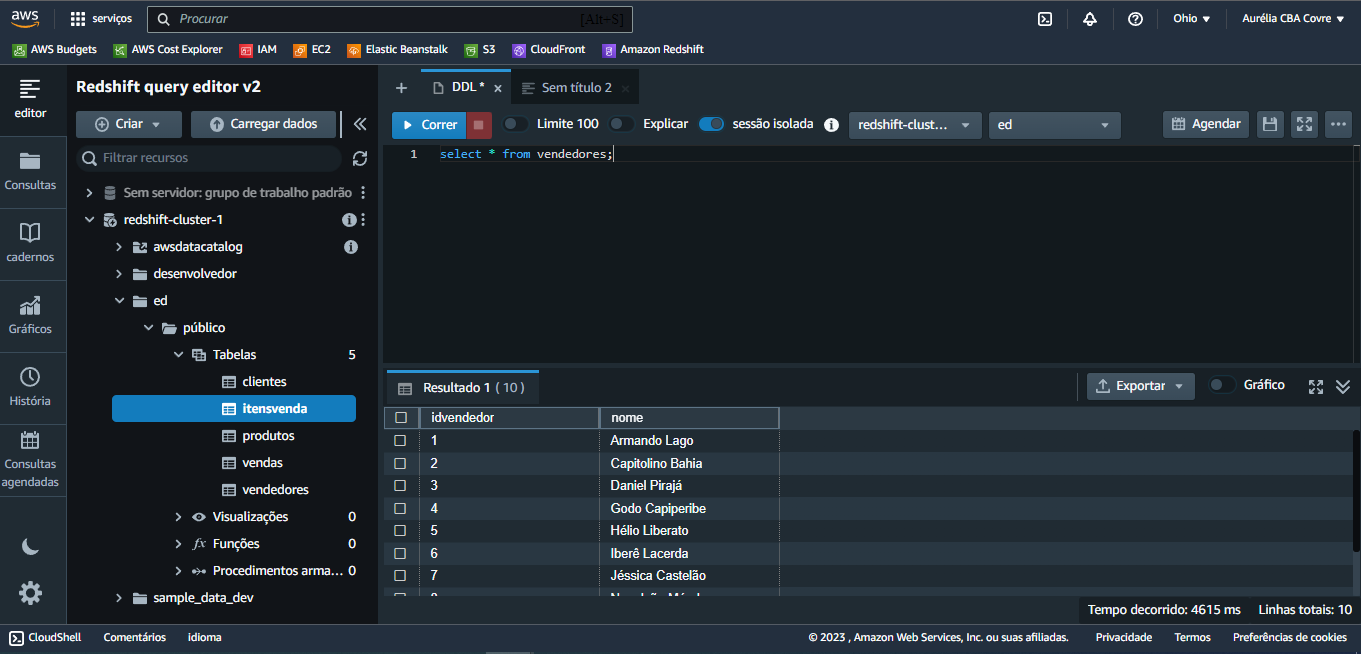 aws
serviços
Procurar
[Alt+S]
Ohio
Aurélia CBA Covre
AWS Budgets
AWS Cost Explorer
IAM
EC2
Elastic Beanstalk
S3
CloudFront
Amazon Redshift
editor
Consultas
cadernos
Gráficos
História
Consultas
agendadas
Redshift query editor v2
Criar
Carregar dados
Filtrar recursos
Sem servidor: grupo de trabalho padrão
redshift-cluster-1
awsdatacatalog
desenvolvedor
ed
público
Tabelas 5
clientes
itensvenda
produtos
vendas
vendedores
Visualizações 0
Funções 0
Procedimentos arma... 0
sample_data_dev
+ DDL * × Sem título 2 ×
Correr
Limite 100
Explicar
sessão isolada
redshift-clust...
ed
Agendar
1 select * from vendedores;
Resultado 1 ( 10 )
Exportar
Gráfico
idvendedor nome
1 Armando Lago
2 Capitolino Bahia
3 Daniel Pirajá
4 Godo Capiperibe
5 Hélio Liberato
6 Iberê Lacerda
7 Jéssica Castelão
Tempo decorrido: 4615 ms Linhas totais: 10
CloudShell
Comentários
idioma
© 2023 , Amazon Web Services, Inc. ou suas afiliadas.
Privacidade
Termos
Preferências de cookies